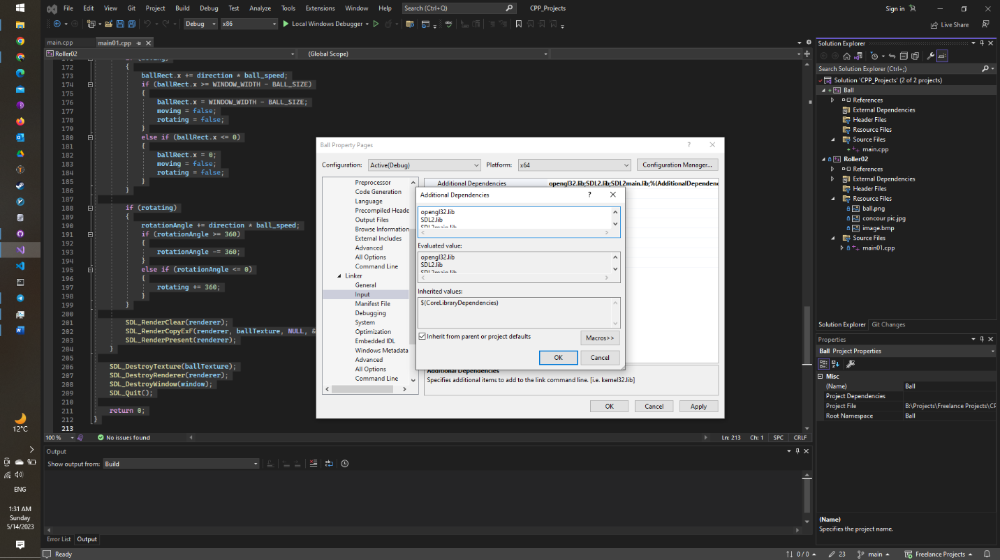 File Edit View Git Project Build Debug Test Analyze Tools Extensions Window Help Search (Ctrl+Q) CPP_Projects Sign in
Debug x86 Local Windows Debugger Live Share
main.cpp main01.cpp
Roller02 (Global Scope)
172 {
173 ballRect.x += direction * ball_speed;
174 if (ballRect.x >= WINDOW_WIDTH - BALL_SIZE)
175 {
176 ballRect.x = WINDOW_WIDTH - BALL_SIZE;
177 moving = false;
178 rotating = false;
179 }
180 else if (ballRect.x <= 0)
181 {
182 ballRect.x = 0;
183 moving = false;
184 rotating = false;
185 }
186 }
187
188 if (rotating)
189 {
190 rotationAngle += direction * ball_speed;
191 if (rotationAngle >= 360)
192 {
193 rotationAngle -= 360;
194 }
195 else if (rotationAngle <= 0)
196 {
197 rotating += 360;
198 }
199 }
200
201 SDL_RenderClear(renderer);
202 SDL_RenderCopyExF(renderer, ballTexture, NULL, &
203 SDL_RenderPresent(renderer);
204 }
205
206 SDL_DestroyTexture(ballTexture);
207 SDL_DestroyRenderer(renderer);
208 SDL_DestroyWindow(window);
209 SDL_Quit();
210
211 return 0;
212 }
213
100 % No issues found Ln: 213 Ch: 1 SPC CRLF
Ball Property Pages ?
Configuration: Active(Debug) Platform: x64 Configuration Manager...
Preprocessor
Code Generation
Language
Precompiled Heade
Output Files
Browse Information
External Includes
Advanced
All Options
Command Line
Linker
General
Input
Manifest File
Debugging
System
Optimization
Embedded IDL
Windows Metadata
Advanced
All Options
Command Line
Additional Dependencies opengl32.lib;SDL2.lib;SDL2main.lib;%(AdditionalDependenc
Additional Dependencies ?
opengl32.lib
SDL2.lib
SDL2main.lib
Evaluated value:
opengl32.lib
SDL2.lib
SDL2main.lib
Inherited values:
$(CoreLibraryDependencies)
Inherit from parent or project defaults Macros>>
OK Cancel
Additional Dependencies
Specifies additional items to add to the link command line. [i.e. kernel32.lib]
OK Cancel Apply
Solution Explorer
Search Solution Explorer (Ctrl+;)
Solution 'CPP_Projects' (2 of 2 projects)
Ball
References
External Dependencies
Header Files
Resource Files
Source Files
main.cpp
Roller02
References
External Dependencies
Header Files
Resource Files
ball.png
concour pic.jpg
image.bmp
Source Files
main01.cpp
Solution Explorer Git Changes
Properties
Ball Project Properties
Misc
(Name) Ball
Project Dependencies
Project File B:\Projects\Freelance Projects\CP
Root Namespace Ball
(Name)
Specifies the project name.
Output
Show output from: Build
Error List Output
Ready 0 / 0 23 main Freelance Projects
12°C
ENG
1:31 AM
Sunday
5/14/2023